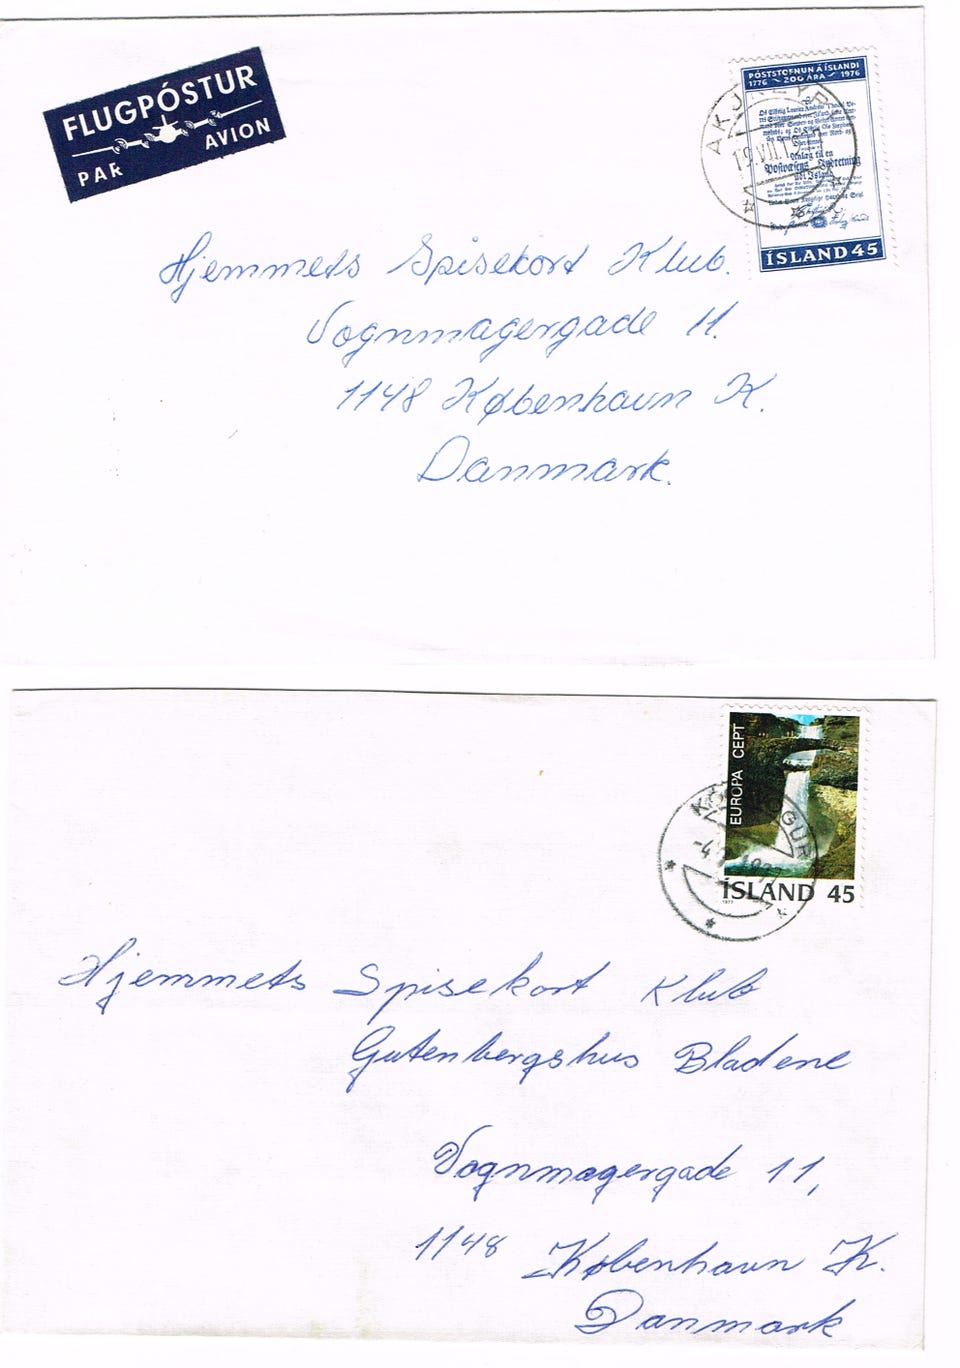 FLUGPÓSTUR
PAR AVION
PÓSTSTOFNUN Á ÍSLANDI
1776 200 ÁRA 1976
ÍSLAND 45
Hjemmets Spisekort Klub.
Vognmagergade 11.
1148 København K.
Danmark.
EUROPA CEPT
ÍSLAND 45
1977
Hjemmets Spisekort Klub
Gutenbergshus Bladene
Vognmagergade 11,
1148 København K.
Danmark